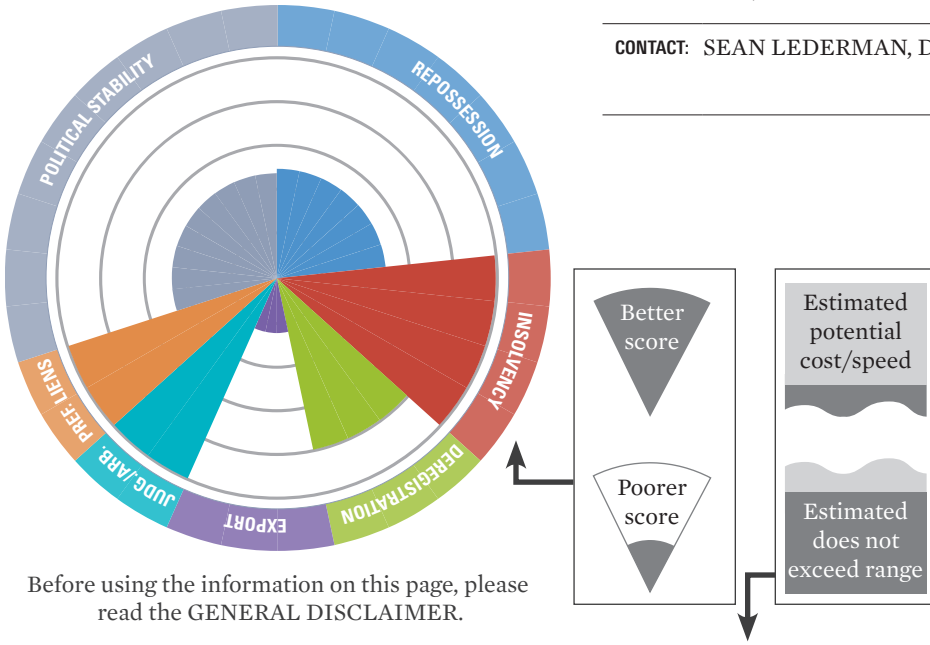 POLITICAL STABILITY
REPOSSESSION
INSOLVENCY
DEREGISTRATION
EXPORT
JUDG./ARB.
PREF. LIENS
CONTACT: SEAN LEDERMAN, D
Better
score
Poorer
score
Estimated
potential
cost/speed
Estimated
does not
exceed range
Before using the information on this page, please
read the GENERAL DISCLAIMER.